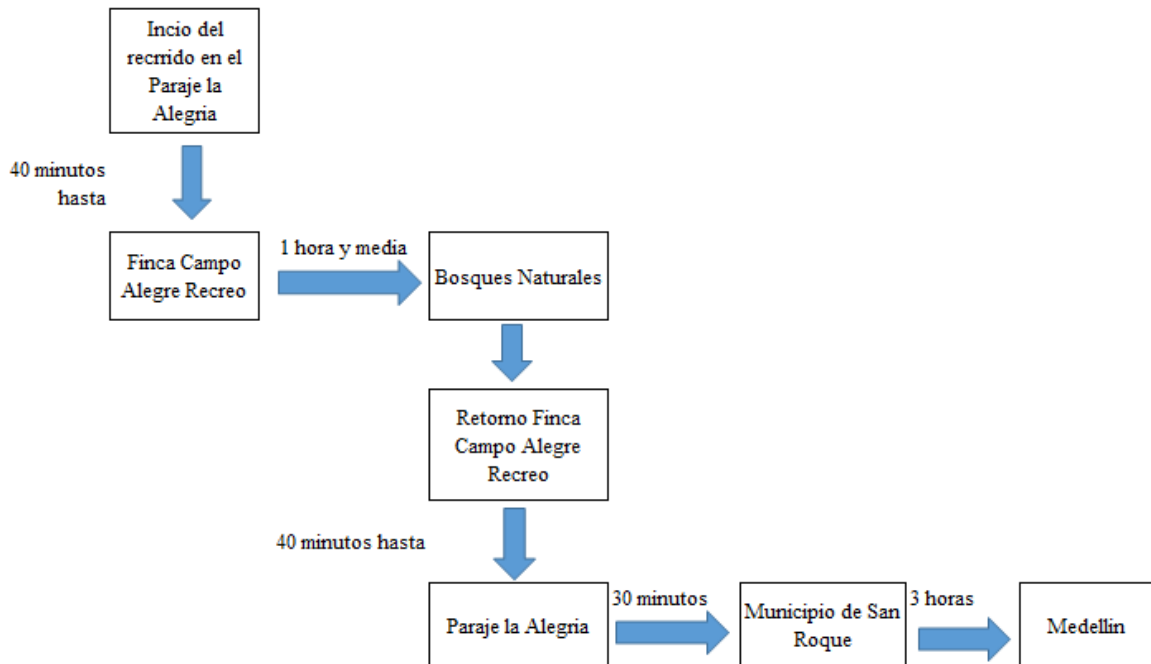 Incio del
recrrido en el
Paraje la
Alegria
40 minutos
hasta
Finca Campo
Alegre Recreo
1 hora y media
Bosques Naturales
Retorno Finca
Campo Alegre
Recreo
40 minutos hasta
Paraje la Alegria
30 minutos
Municipio de San
Roque
3 horas
Medellin